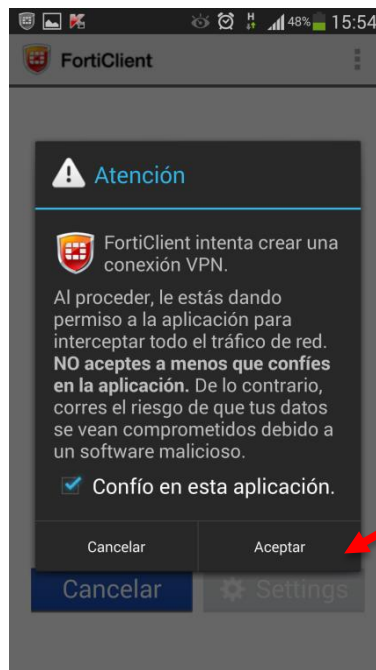 H 48% 15:54
FortiClient
Atención
FortiClient intenta crear una
conexión VPN.
Al proceder, le estás dando
permiso a la aplicación para
interceptar todo el tráfico de red.
NO aceptes a menos que confíes
en la aplicación. De lo contrario,
corres el riesgo de que tus datos
se vean comprometidos debido a
un software malicioso.
Confío en esta aplicación.
Cancelar Aceptar
Cancelar Settings